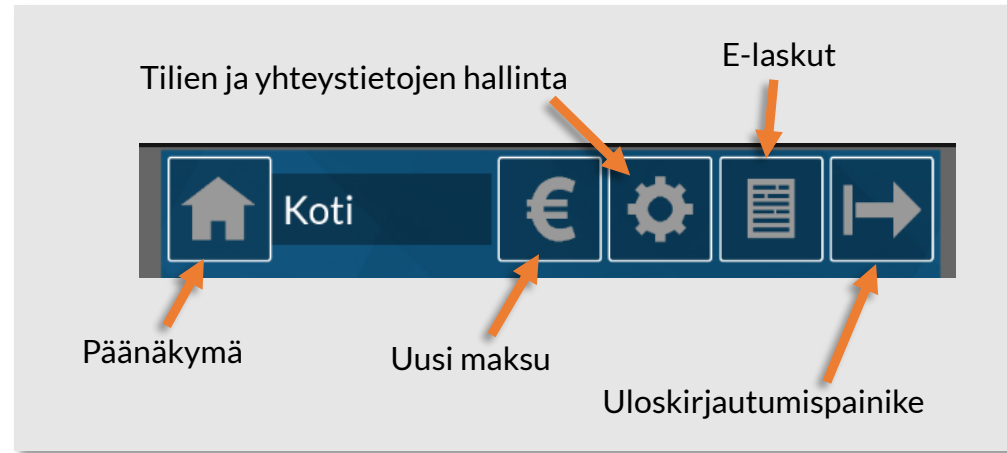 E-laskut
Tilien ja yhteystietojen hallinta
Koti
€
Päänäkymä
Uusi maksu
Uloskirjautumispainike